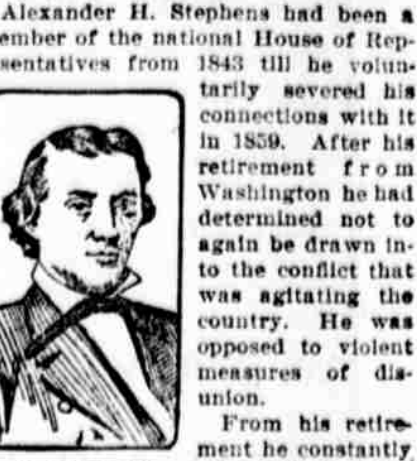 Alexander H. Stephens had been a
ember of the national House of Rep-
sentatives from 1843 till he volun-
tarily severed his
connections with it
in 1859. After his
retirement from
Washington he had
determined not to
again be drawn in-
to the conflict that
was agitating the
country. He was
opposed to violent
measures of dis-
union.
From his retire-
ment he constantly